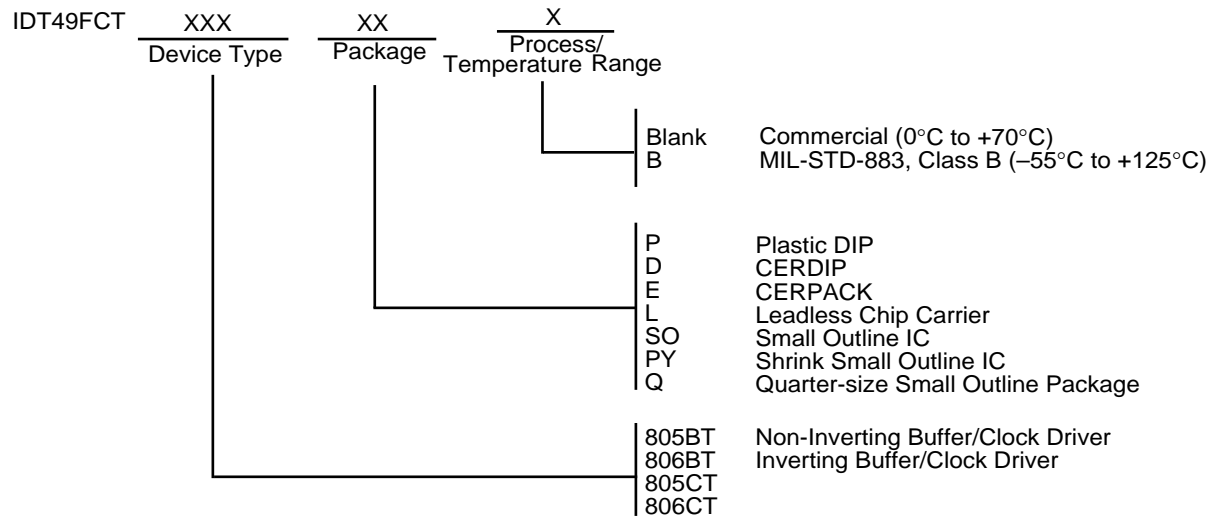 IDT49FCT XXX XX X
Device Type Package Process/
Temperature Range
Blank Commercial (0°C to +70°C)
B MIL-STD-883, Class B (–55°C to +125°C)
P Plastic DIP
D CERDIP
E CERPACK
L Leadless Chip Carrier
SO Small Outline IC
PY Shrink Small Outline IC
Q Quarter-size Small Outline Package
805BT Non-Inverting Buffer/Clock Driver
806BT Inverting Buffer/Clock Driver
805CT
806CT